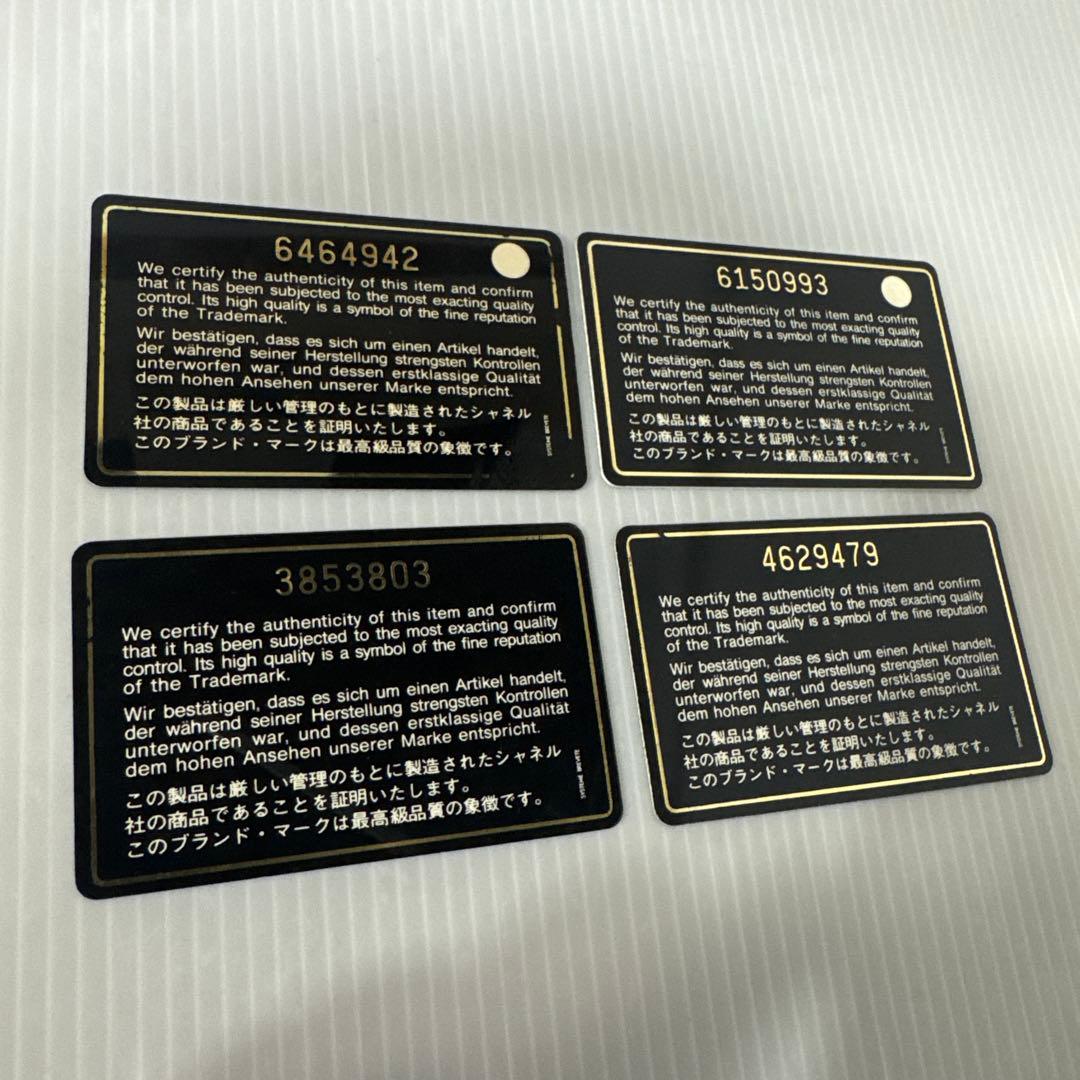 6464942
We certify the authenticity of this item and confirm
that it has been subjected to the most exacting quality
control. Its high quality is a symbol of the fine reputation
of the Trademark.
Wir bestätigen, dass es sich um einen Artikel handelt,
der während seiner Herstellung strengsten Kontrollen
unterworfen war, und dessen erstklassige Qualität
dem hohen Ansehen unserer Marke entspricht.
この製品は厳しい管理のもとに製造されたシャネル
社の商品であることを証明いたします。
このブランド・マークは最高級品質の象徴です。
SYSTEME BREVETE
6150993
We certify the authenticity of this item and confirm
that it has been subjected to the most exacting quality
control. Its high quality is a symbol of the fine reputation
of the Trademark.
Wir bestätigen, dass es sich um einen Artikel handelt,
der während seiner Herstellung strengsten Kontrollen
unterworfen war, und dessen erstklassige Qualität
dem hohen Ansehen unserer Marke entspricht.
この製品は厳しい管理のもとに製造されたシャネル
社の商品であることを証明いたします。
このブランド・マークは最高級品質の象徴です。
3853803
We certify the authenticity of this item and confirm
that it has been subjected to the most exacting quality
control. Its high quality is a symbol of the fine reputation
of the Trademark.
Wir bestätigen, dass es sich um einen Artikel handelt,
der während seiner Herstellung strengsten Kontrollen
unterworfen war, und dessen erstklassige Qualität
dem hohen Ansehen unserer Marke entspricht.
この製品は厳しい管理のもとに製造されたシャネル
社の商品であることを証明いたします。
このブランド・マークは最高級品質の象徴です。
SYSTEME BREVETE
4629479
We certify the authenticity of this item and confirm
that it has been subjected to the most exacting quality
control. Its high quality is a symbol of the fine reputation
of the Trademark.
Wir bestätigen, dass es sich um einen Artikel handelt,
der während seiner Herstellung strengsten Kontrollen
unterworfen war, und dessen erstklassige Qualität
dem hohen Ansehen unserer Marke entspricht.
この製品は厳しい管理のもとに製造されたシャネル
社の商品であることを証明いたします。
このブランド・マークは最高級品質の象徴です。